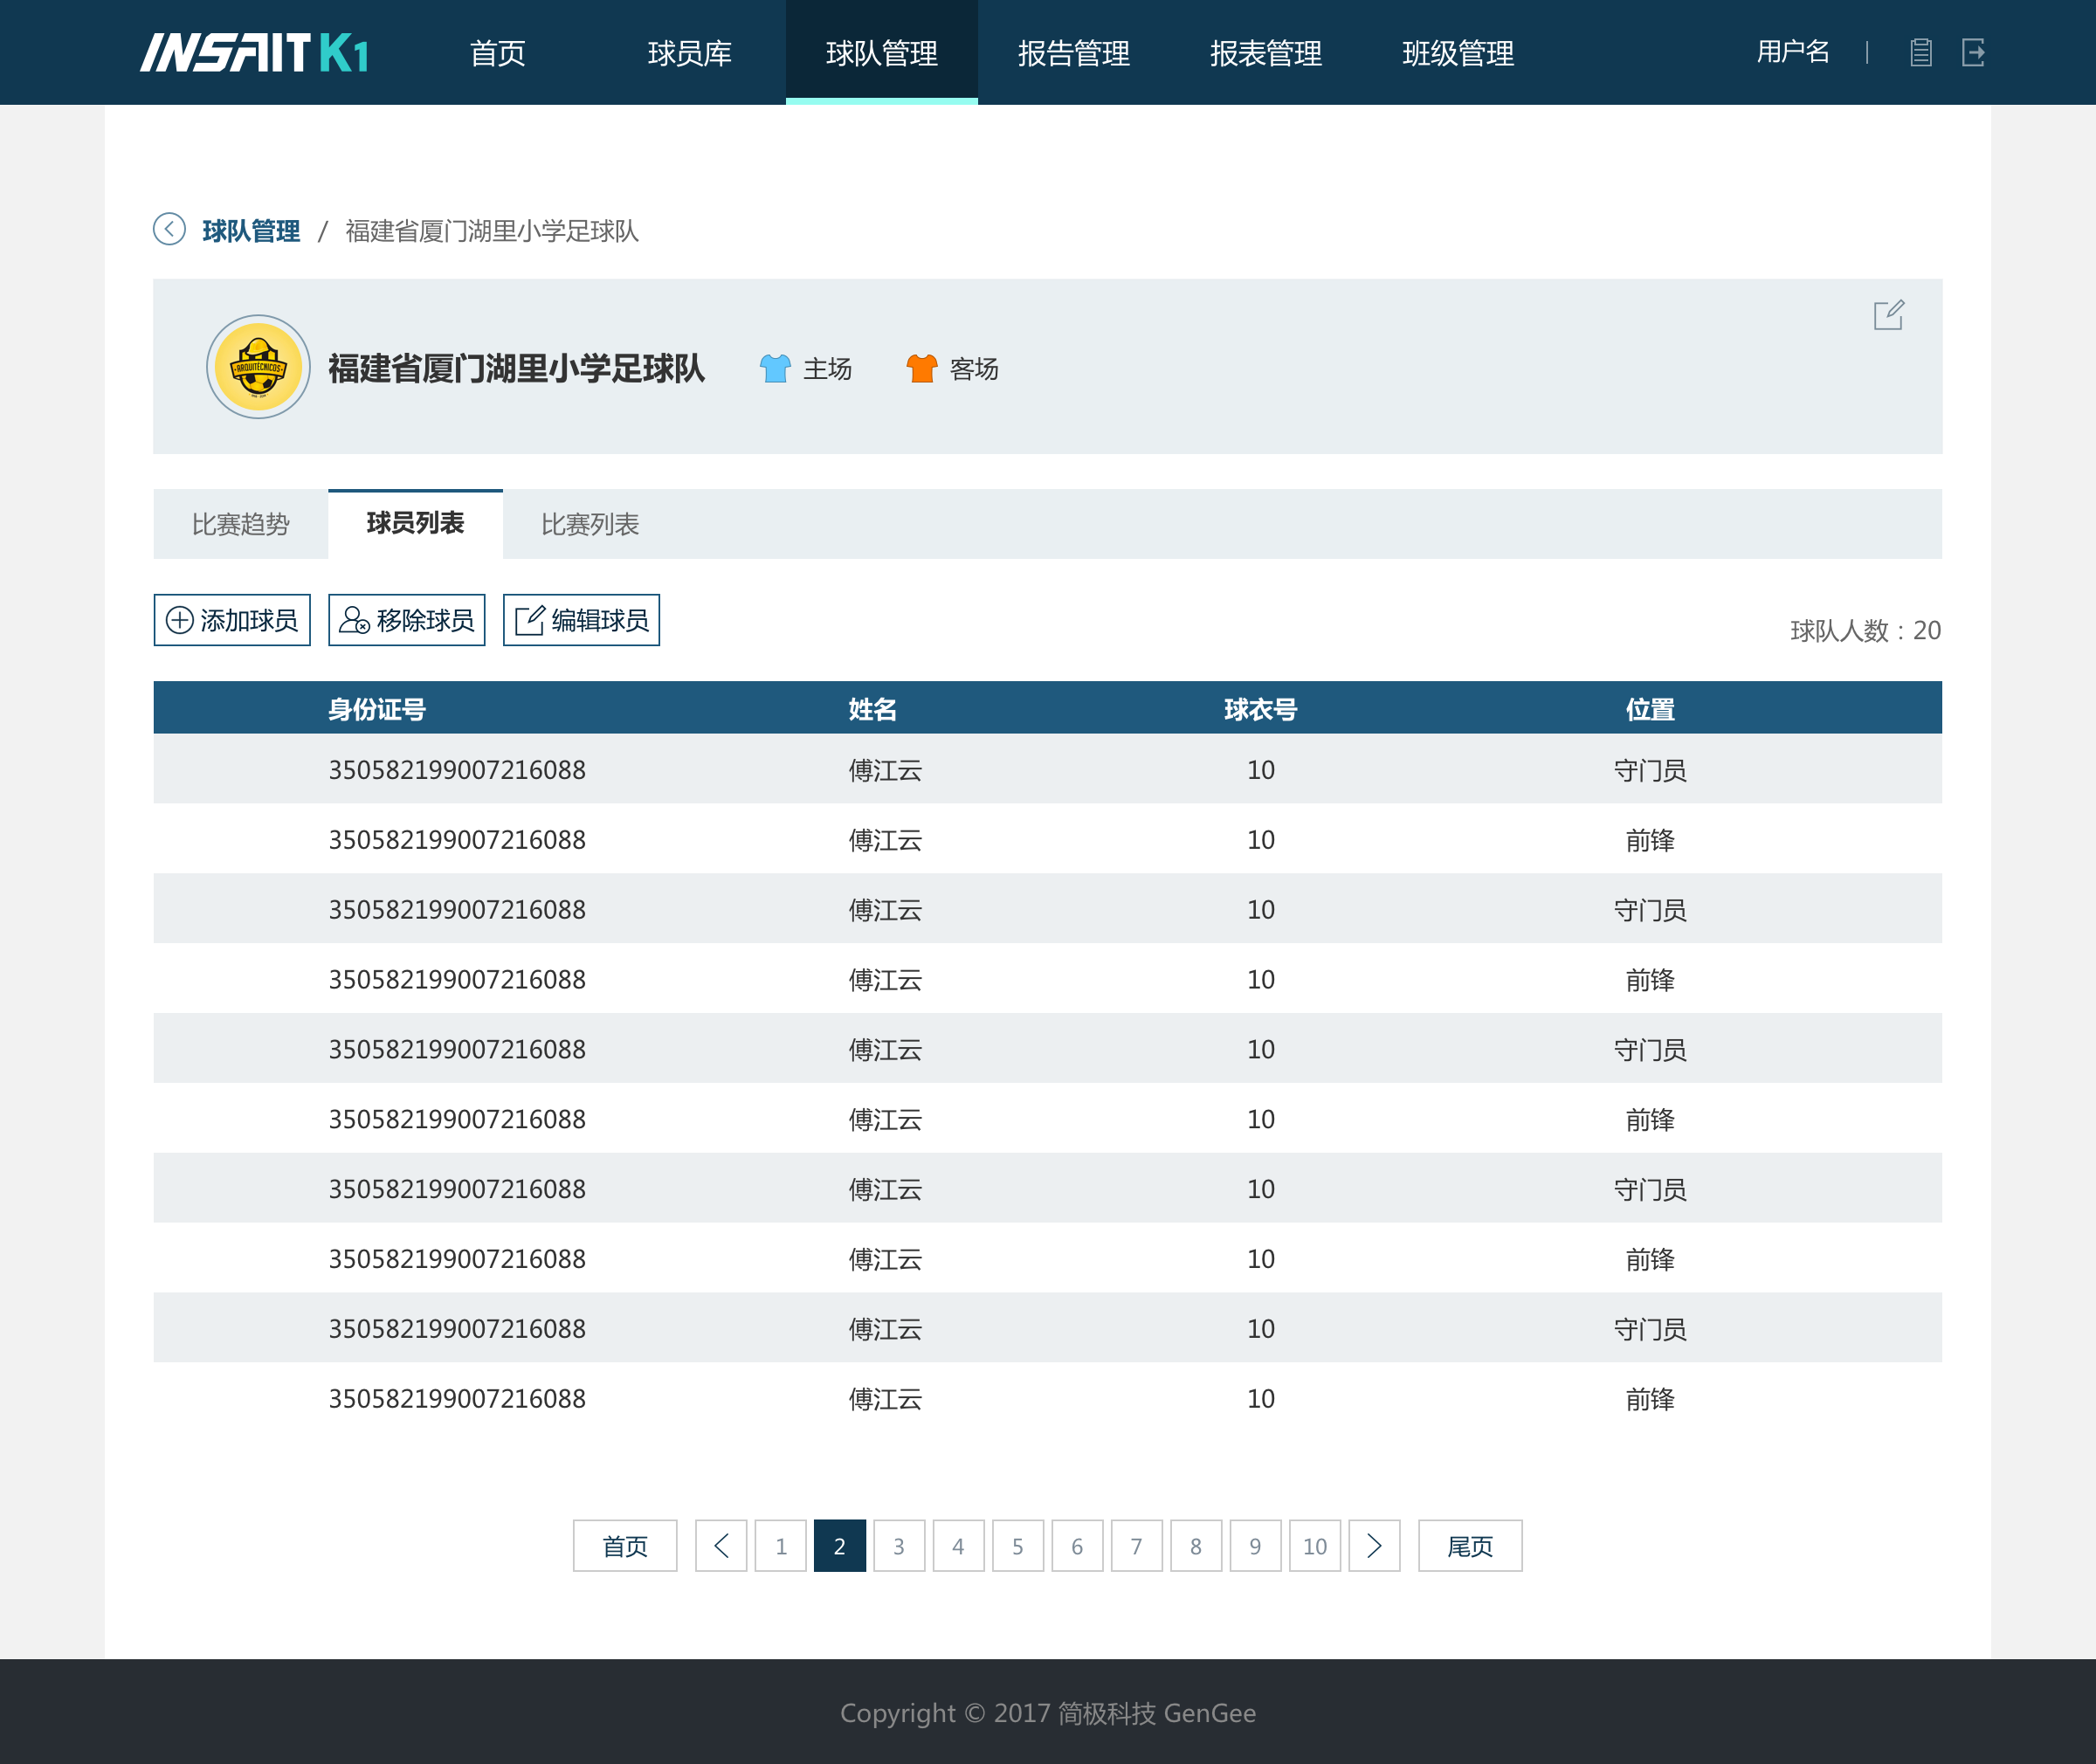 INSAIT K1 首页 球员库 球队管理 报告管理 报表管理 班级管理 用户名
球队管理 / 福建省厦门湖里小学足球队
ARQUITECNICOS
福建省厦门湖里小学足球队 主场 客场
比赛趋势 球员列表 比赛列表
添加球员 移除球员 编辑球员
球队人数：20
身份证号 姓名 球衣号 位置
350582199007216088 傅江云 10 守门员
350582199007216088 傅江云 10 前锋
350582199007216088 傅江云 10 守门员
350582199007216088 傅江云 10 前锋
350582199007216088 傅江云 10 守门员
350582199007216088 傅江云 10 前锋
350582199007216088 傅江云 10 守门员
350582199007216088 傅江云 10 前锋
350582199007216088 傅江云 10 守门员
350582199007216088 傅江云 10 前锋
首页 1 2 3 4 5 6 7 8 9 10 尾页
Copyright © 2017 简极科技 GenGee